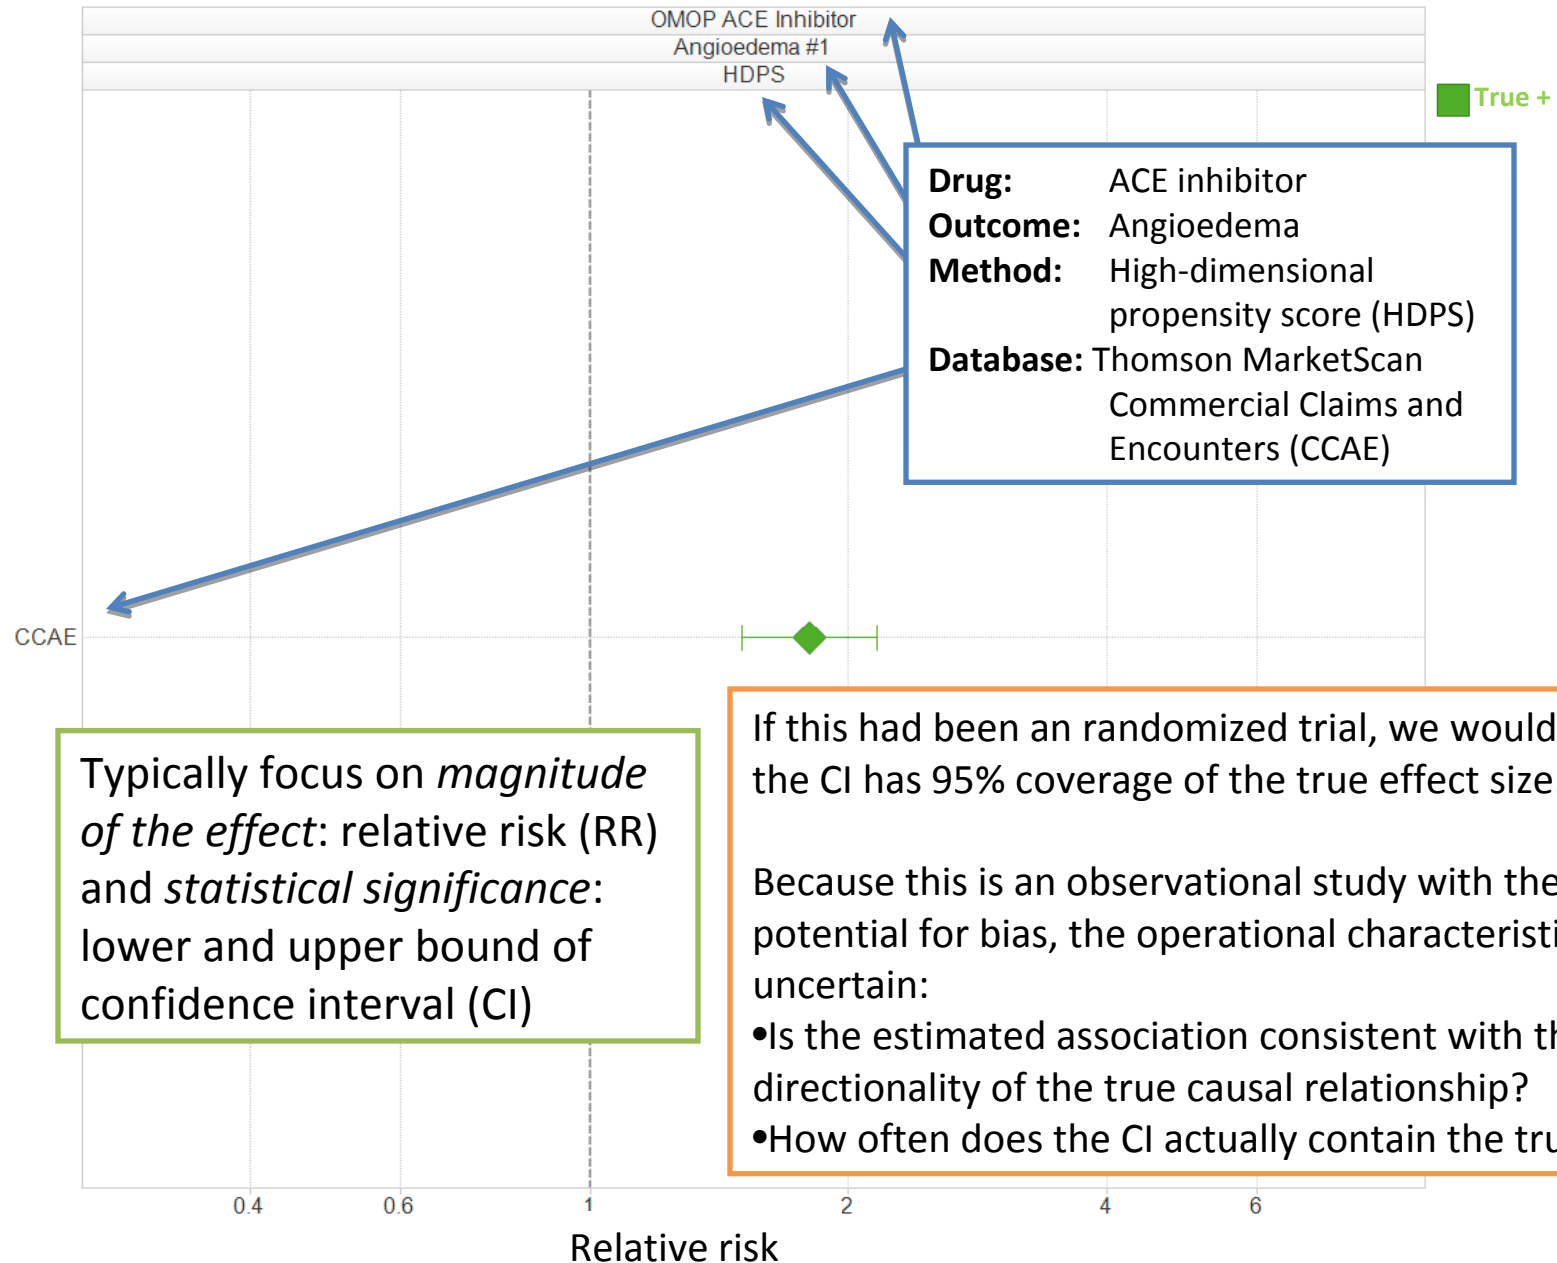 OMOP ACE Inhibitor
Angioedema #1
HDPS
True +
Drug: ACE inhibitor
Outcome: Angioedema
Method: High-dimensional
propensity score (HDPS)
Database: Thomson MarketScan
Commercial Claims and
Encounters (CCAE)
CCAE
Typically focus on magnitude
of the effect: relative risk (RR)
and statistical significance:
lower and upper bound of
confidence interval (CI)
If this had been an randomized trial, we would
the CI has 95% coverage of the true effect size
Because this is an observational study with the
potential for bias, the operational
uncertain:
•Is the estimated association consistent with
directionality of the true causal relationship?
•How often does the CI actually contain the
0.4 0.6 1 2 4 6
Relative risk